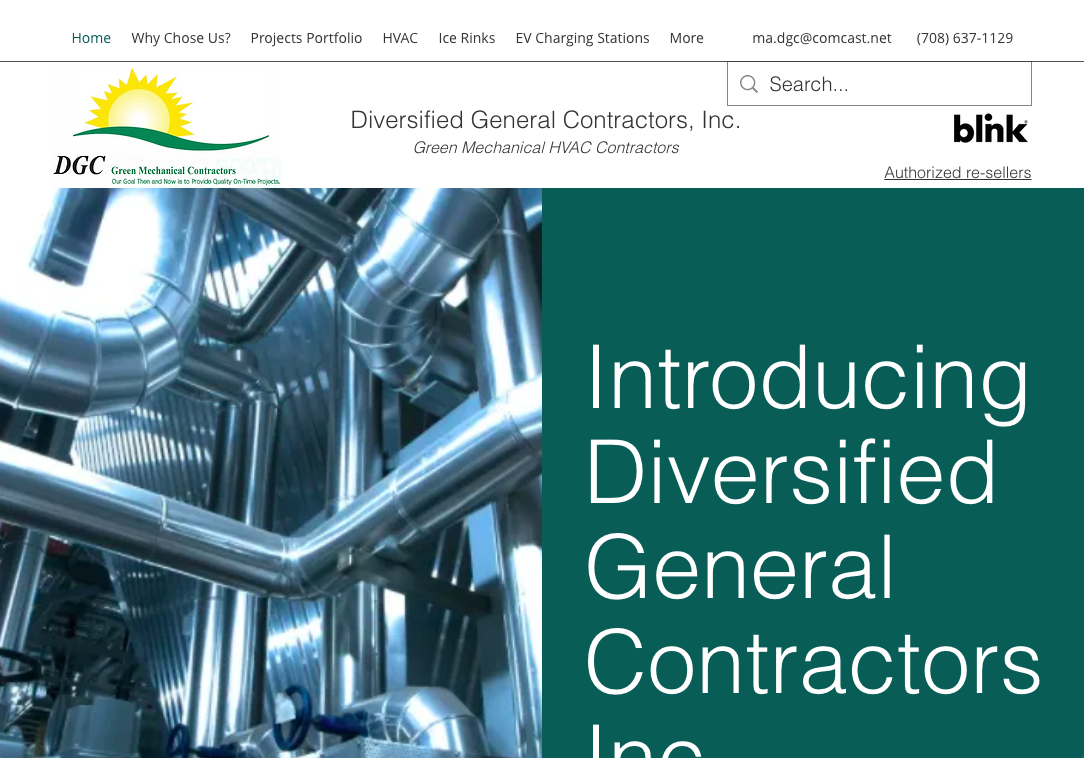 Home Why Chose Us? Projects Portfolio HVAC Ice Rinks EV Charging Stations More ma.dgc@comcast.net (708) 637-1129
Search...
Diversified General Contractors, Inc.
Green Mechanical HVAC Contractors
blink
Authorized re-sellers
DGC Green Mechanical Contractors
Our Goal Then and Now is to Provide Quality On-Time Projects.
Introducing
Diversified
General
Contractors
Inc